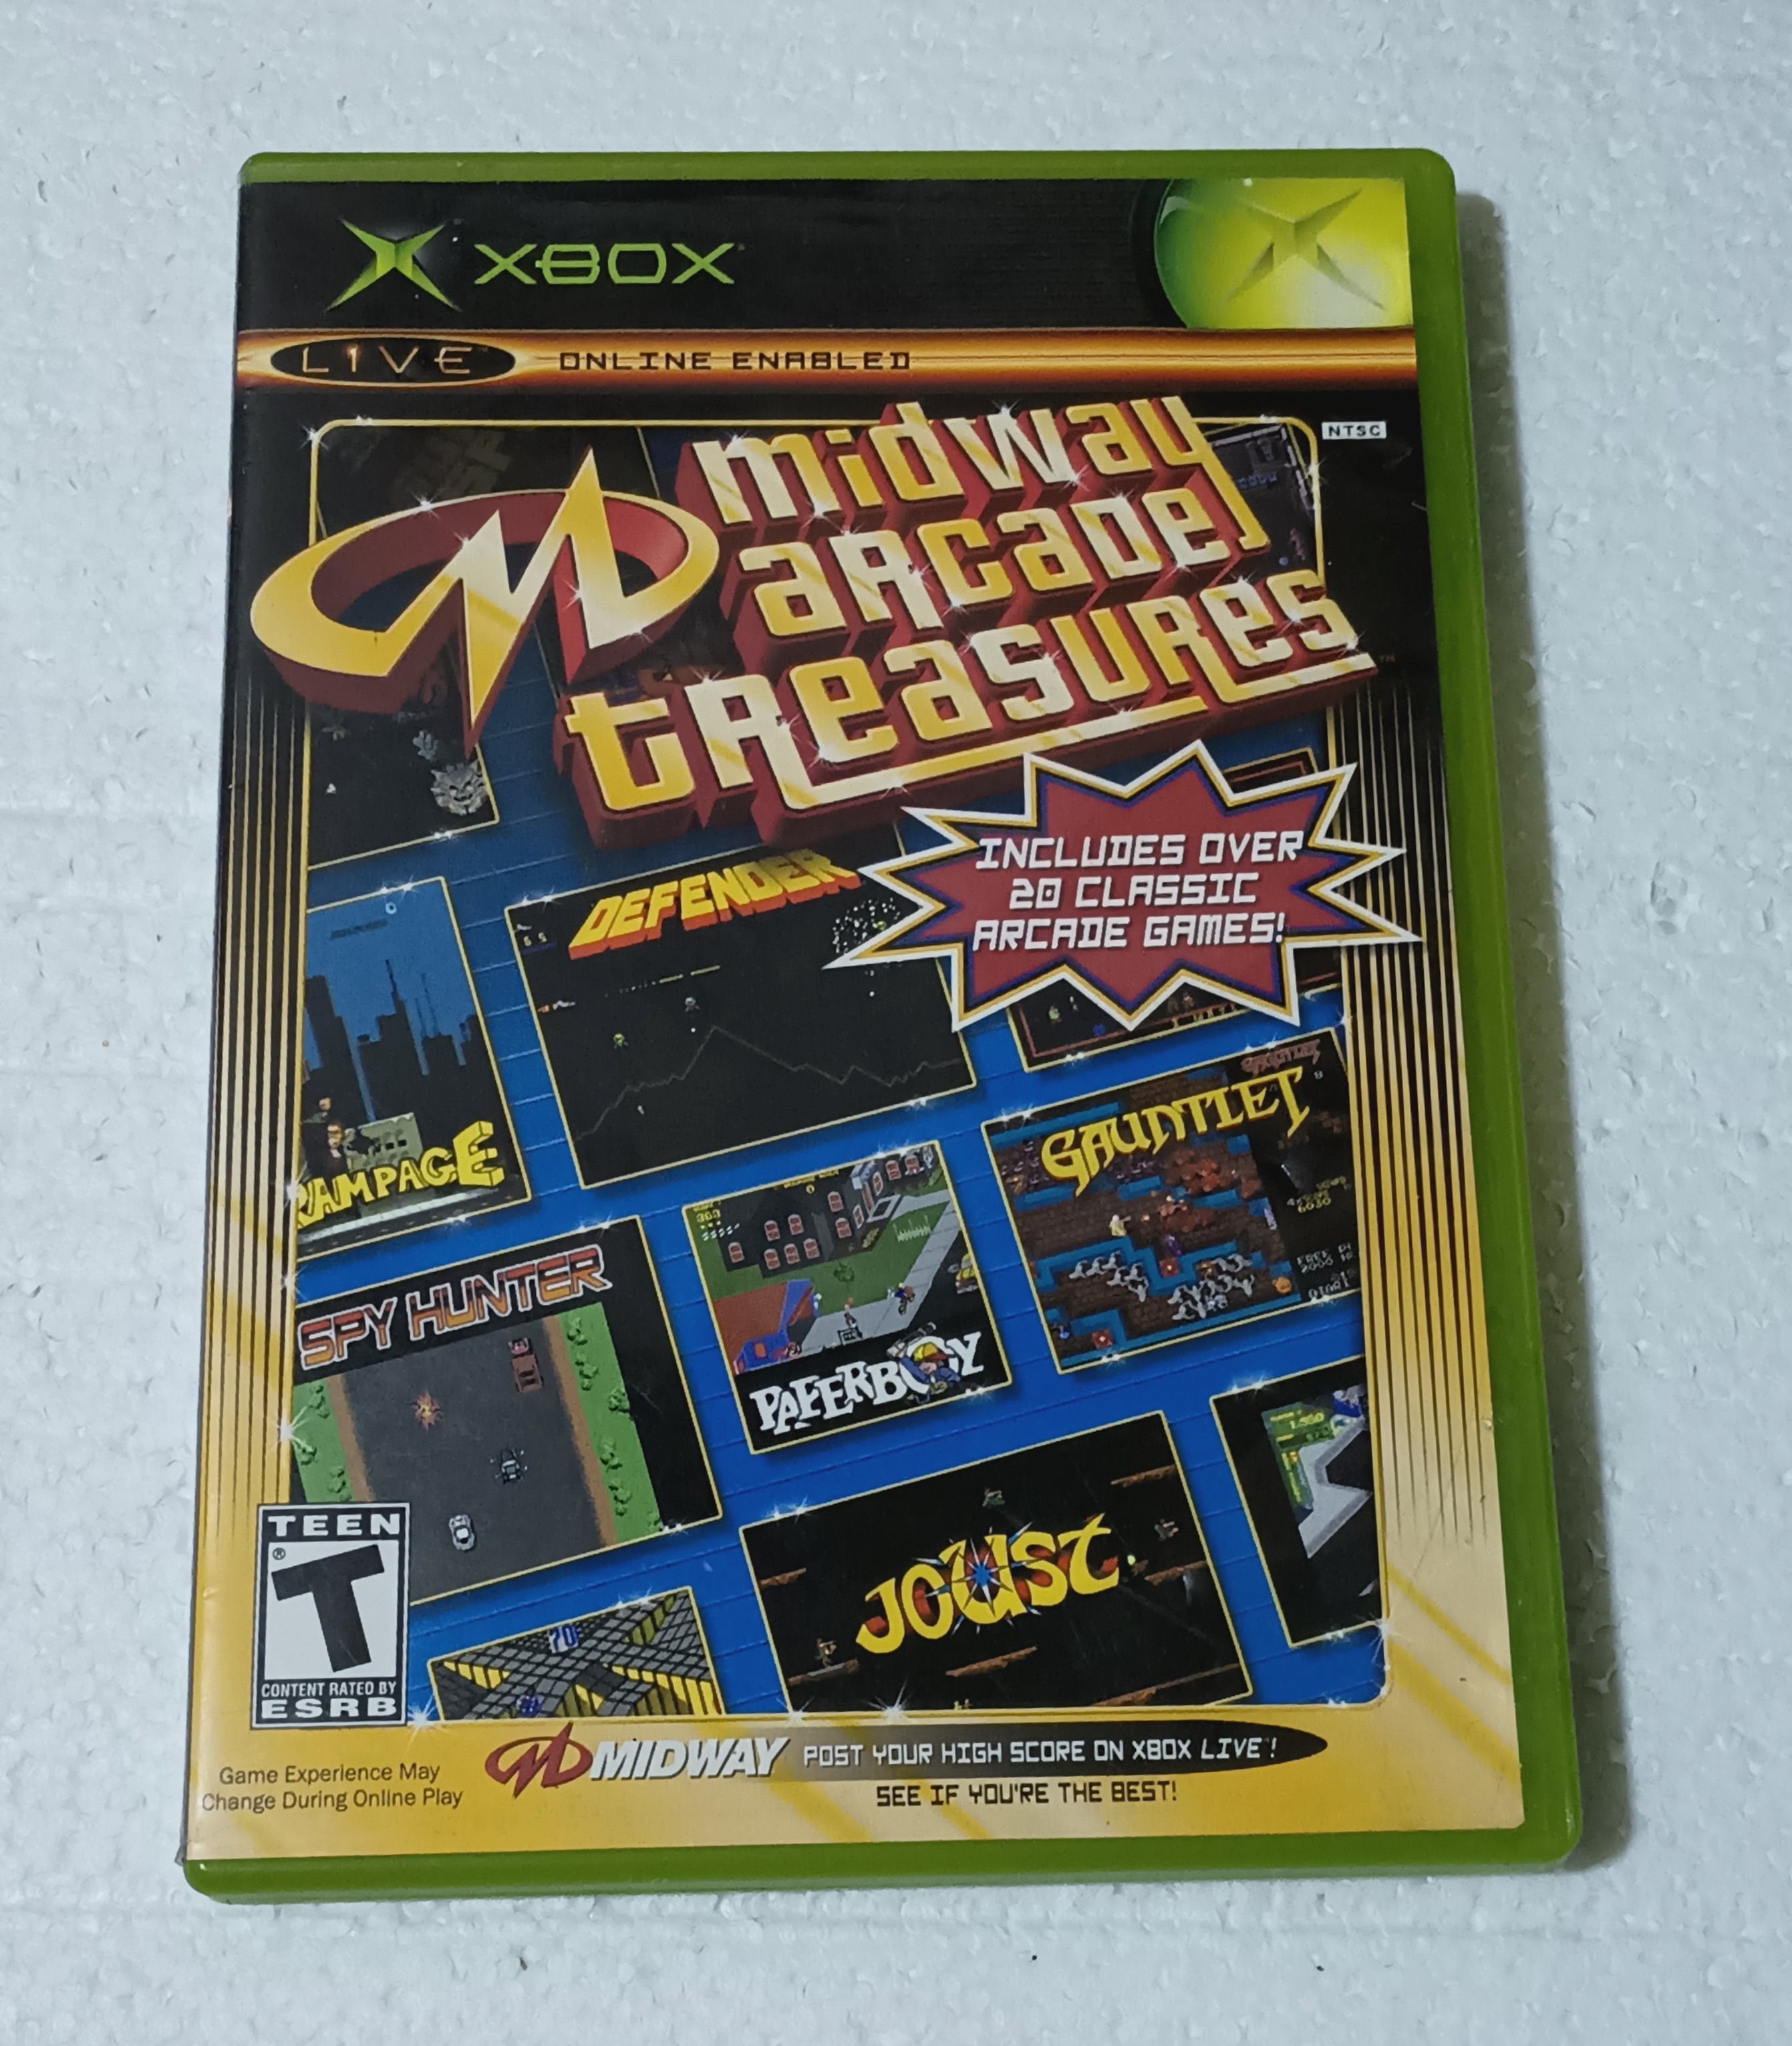 XBOX
LIVE ONLINE ENABLED
NTSC
midway
arcade
treasures
TM
INCLUDES OVER
20 CLASSIC
ARCADE GAMES!
DEFENDER
RAMPAGE
GAUNTLET
SPY HUNTER
PAPERBOY
JOUST
TEEN
T
CONTENT RATED BY
ESRB
MIDWAY POST YOUR HIGH SCORE ON XBOX LIVE!
SEE IF YOU'RE THE BEST!
Game Experience May
Change During Online Play